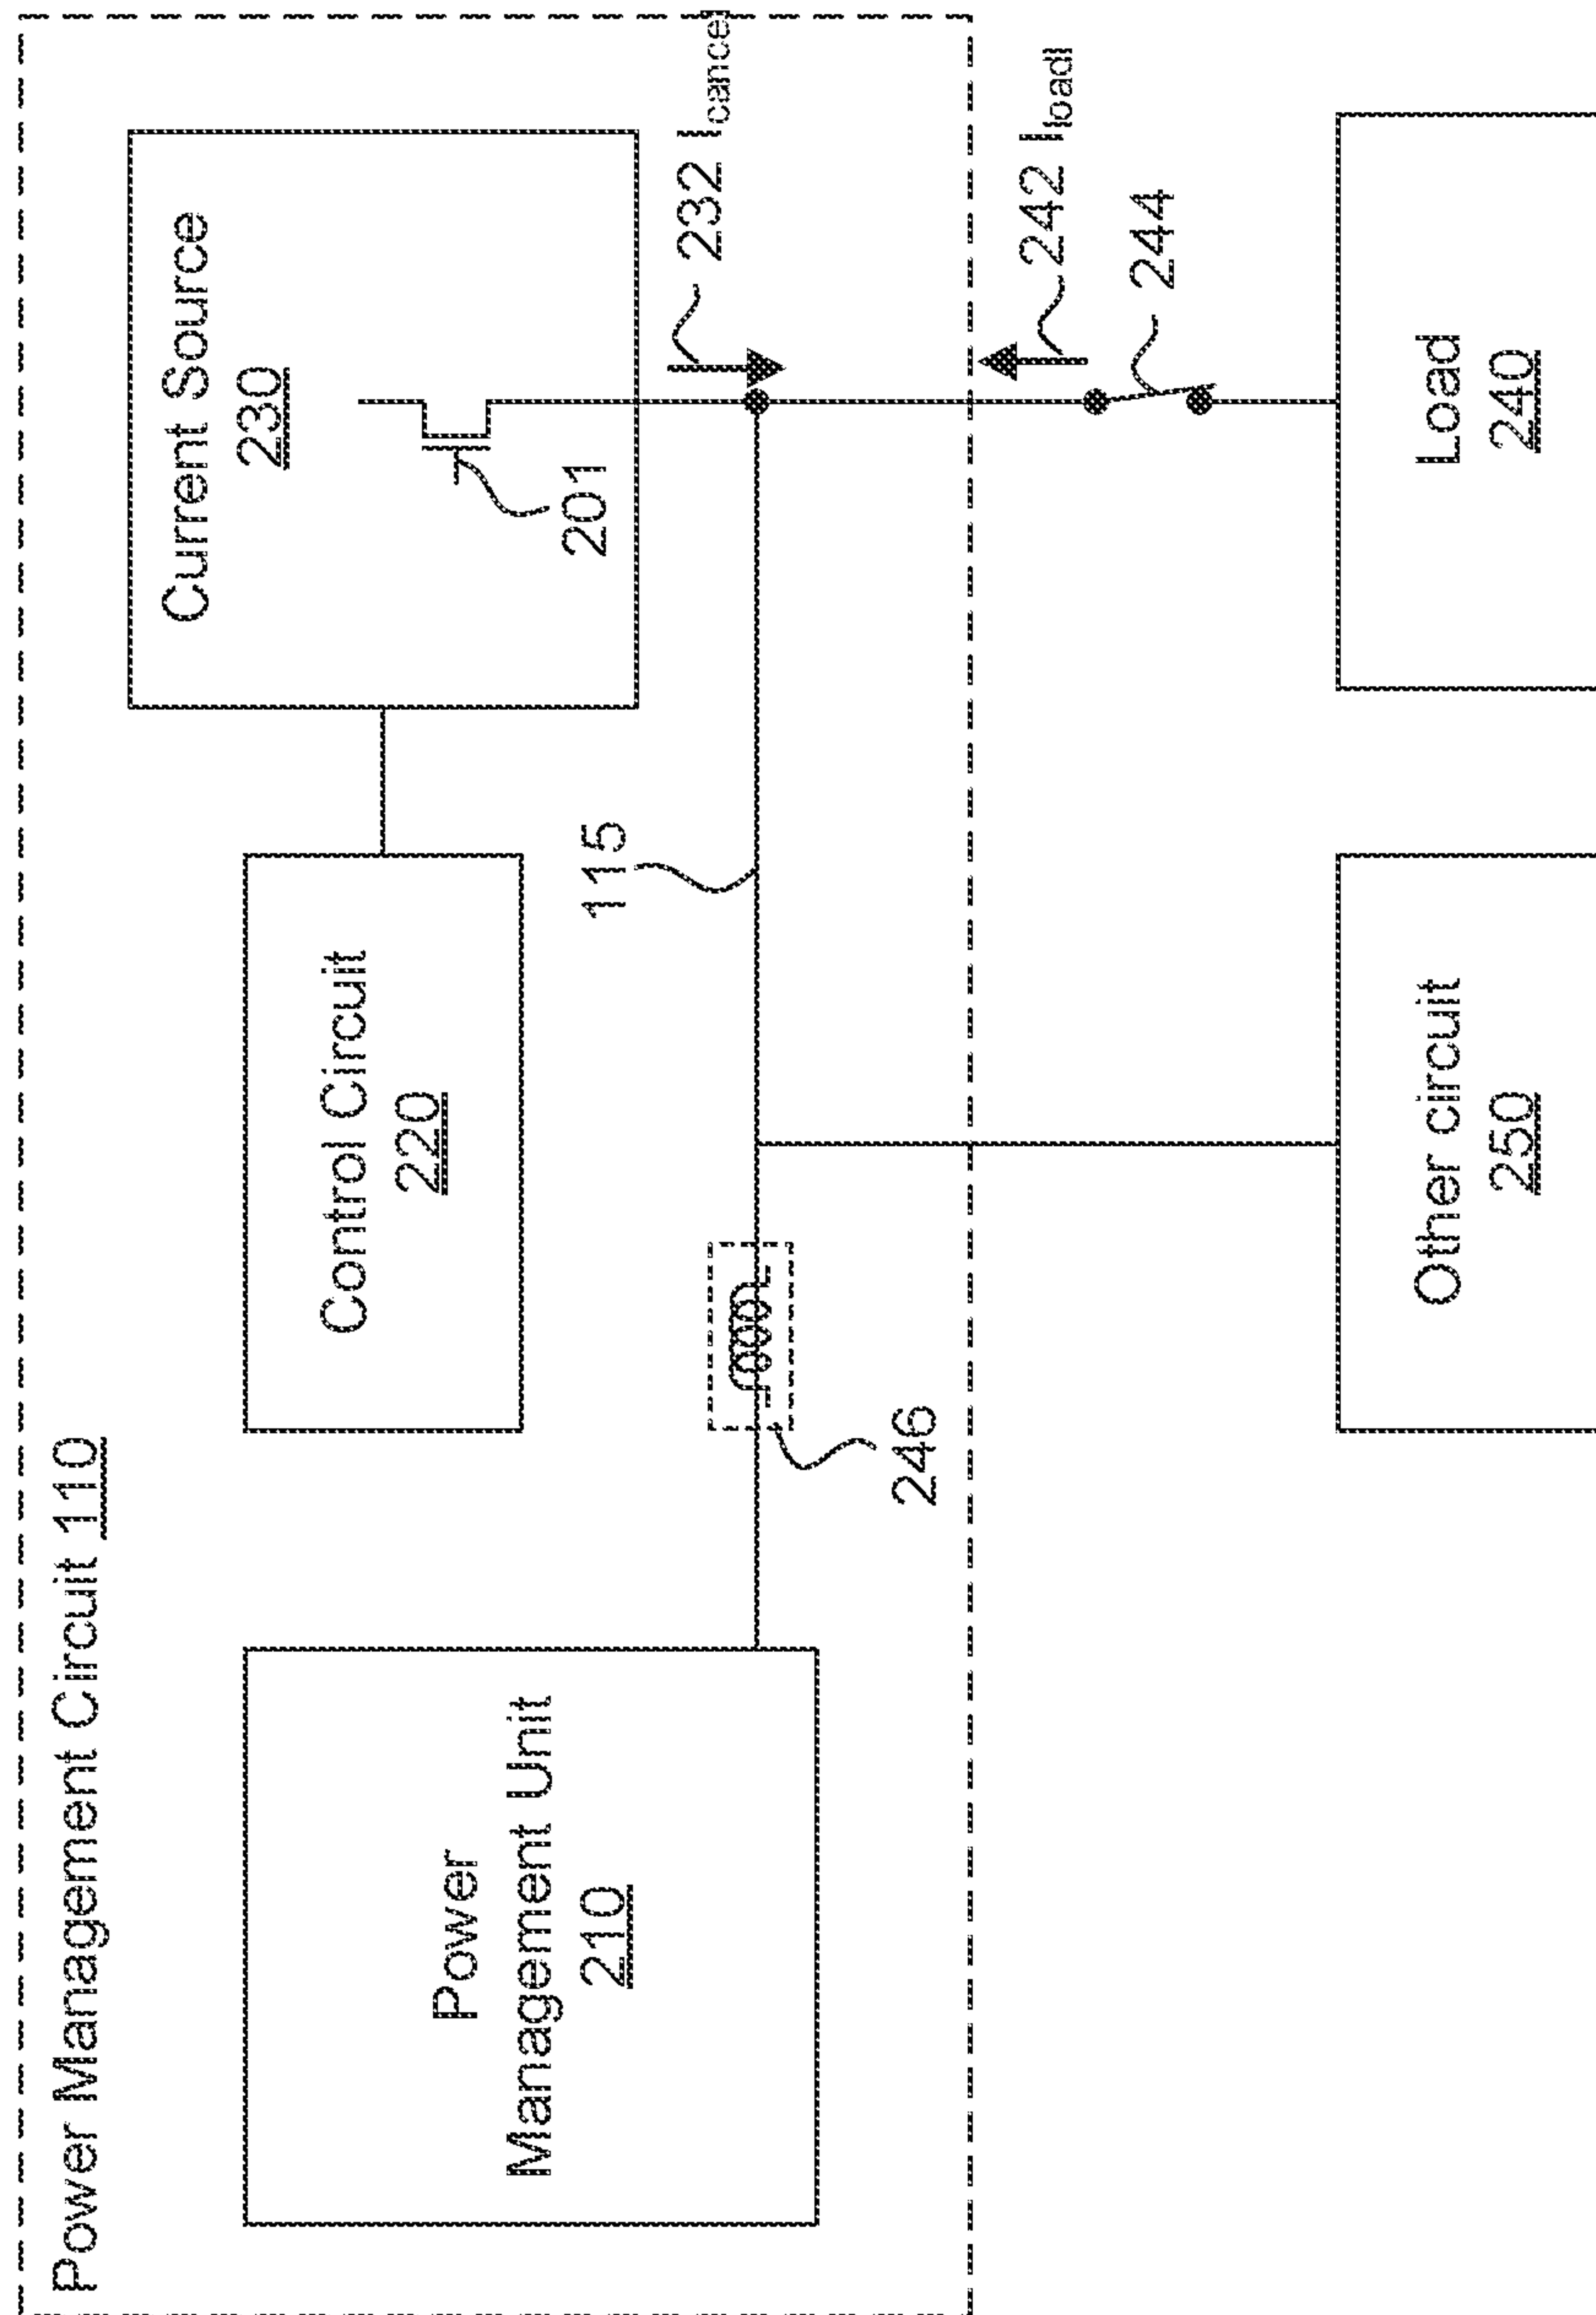 Power Management Circuit 110
Power
Management Unit
210
Control Circuit
220
Current Source
230
201
232 Icancel
115
246
242 Iload
244
Other circuit
250
Load
240